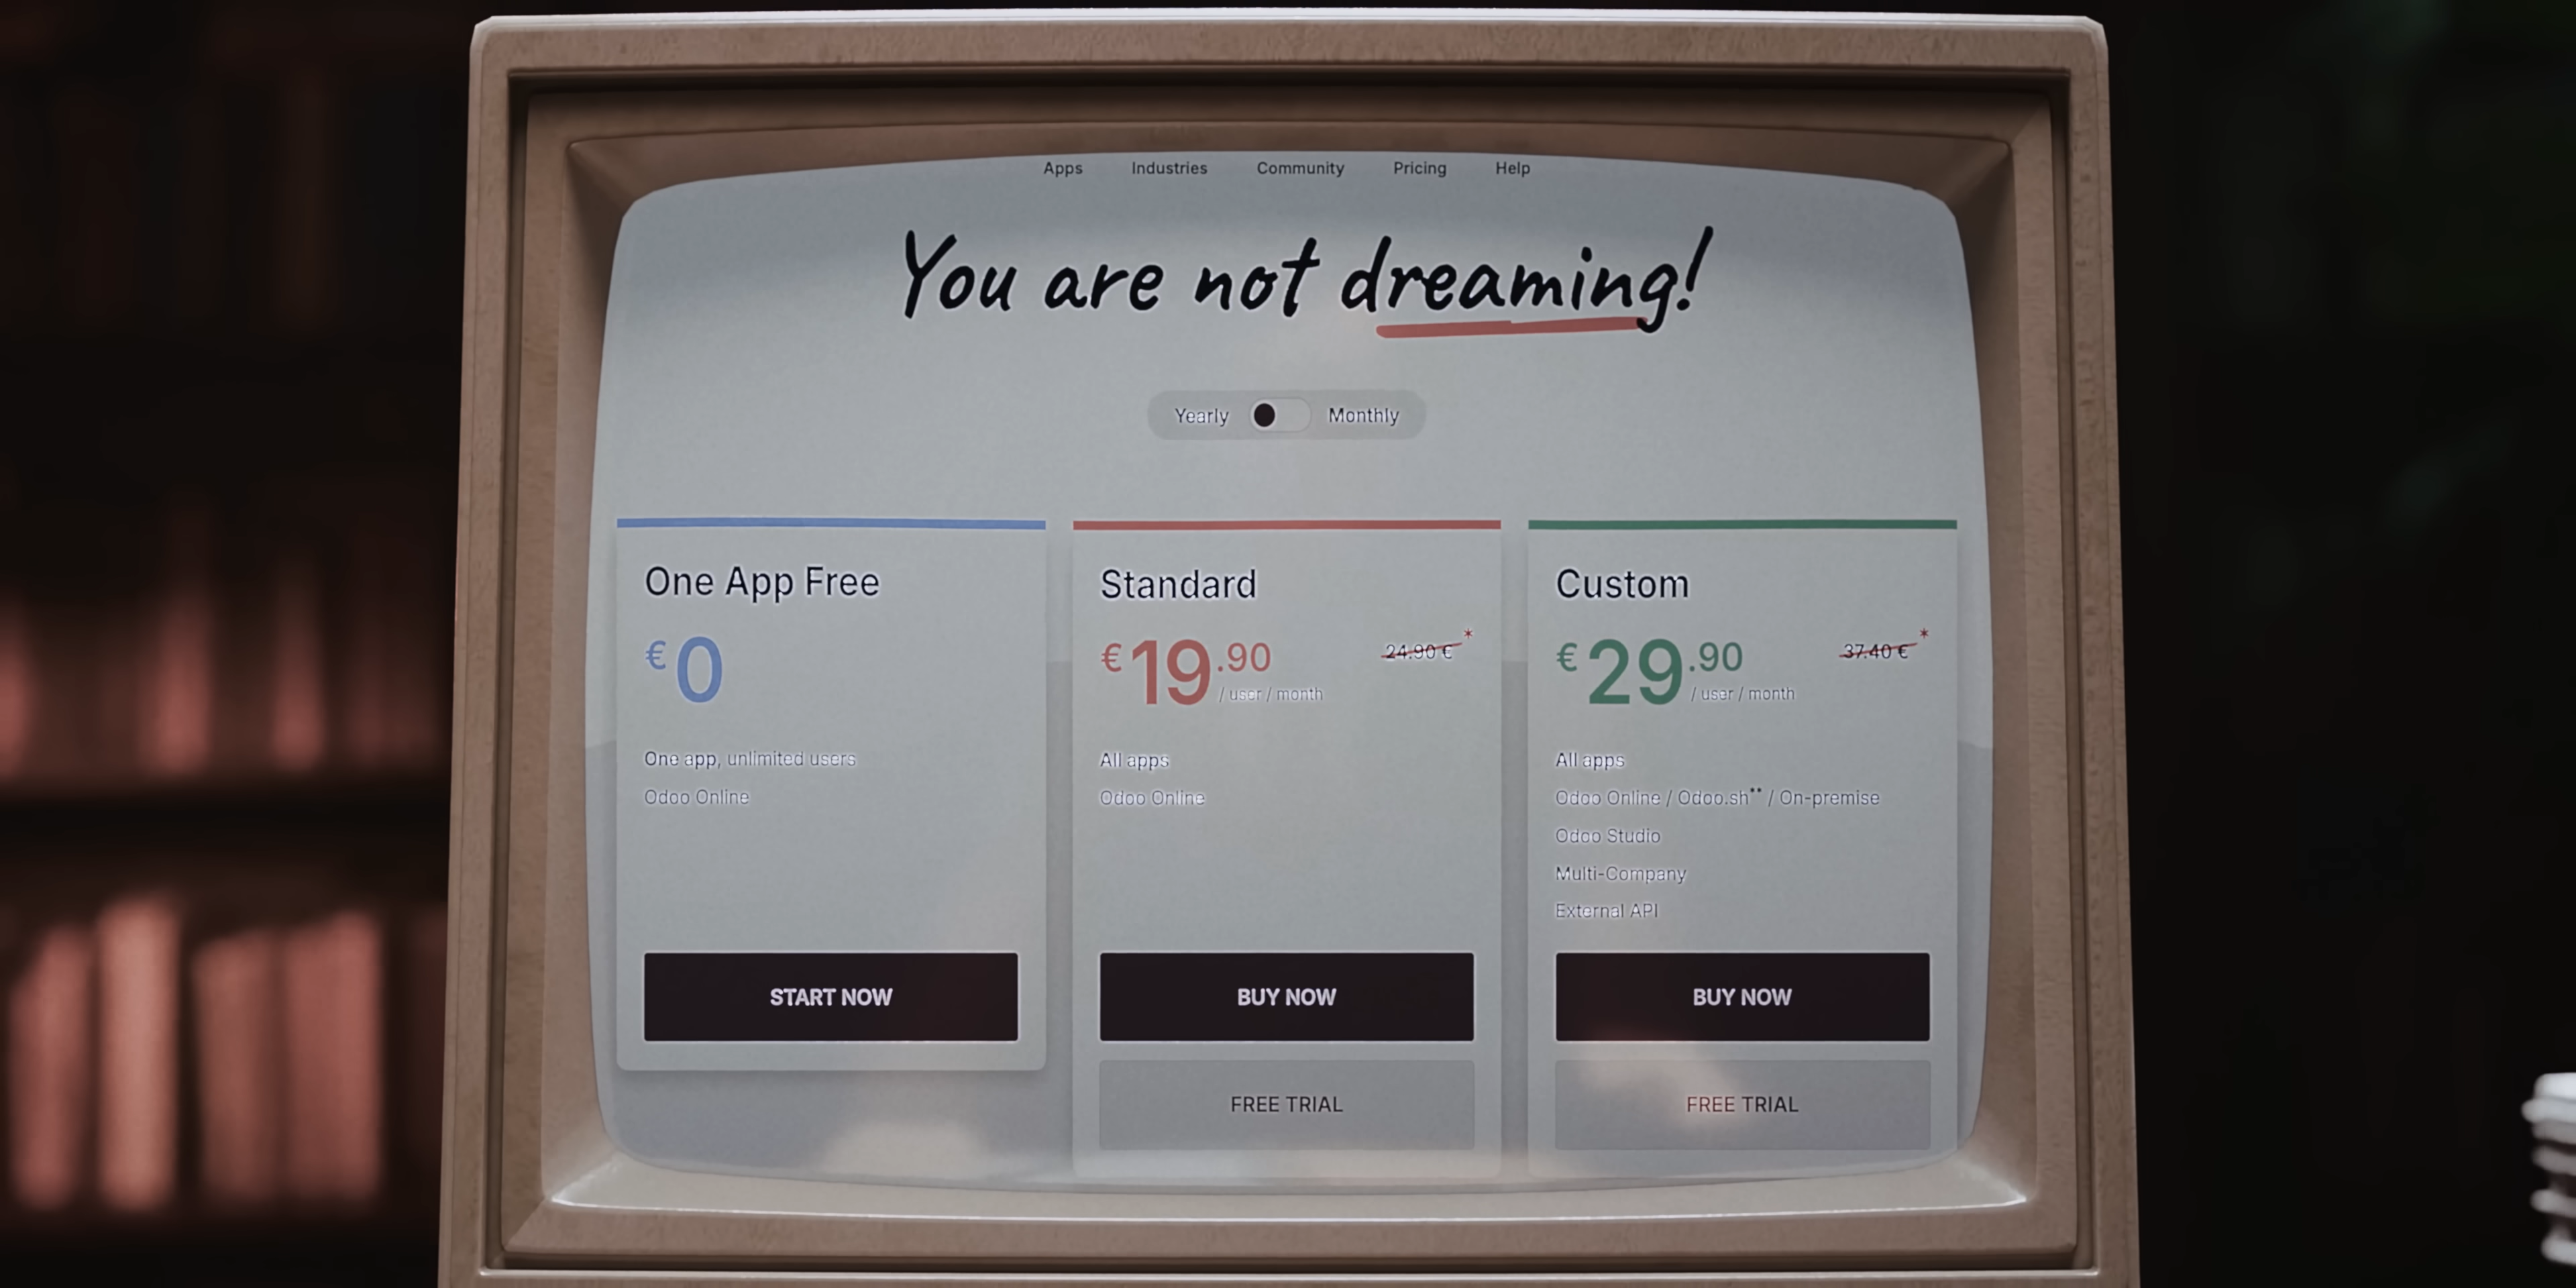 Apps Industries Community Pricing Help
You are not dreaming!
Yearly Monthly
One App Free
€0
One app, unlimited users
Odoo Online
START NOW
Standard
€19.90 / user / month
24.90 €*
All apps
Odoo Online
BUY NOW
FREE TRIAL
Custom
€29.90 / user / month
37.40 €*
All apps
Odoo Online / Odoo.sh** / On-premise
Odoo Studio
Multi-Company
External API
BUY NOW
FREE TRIAL